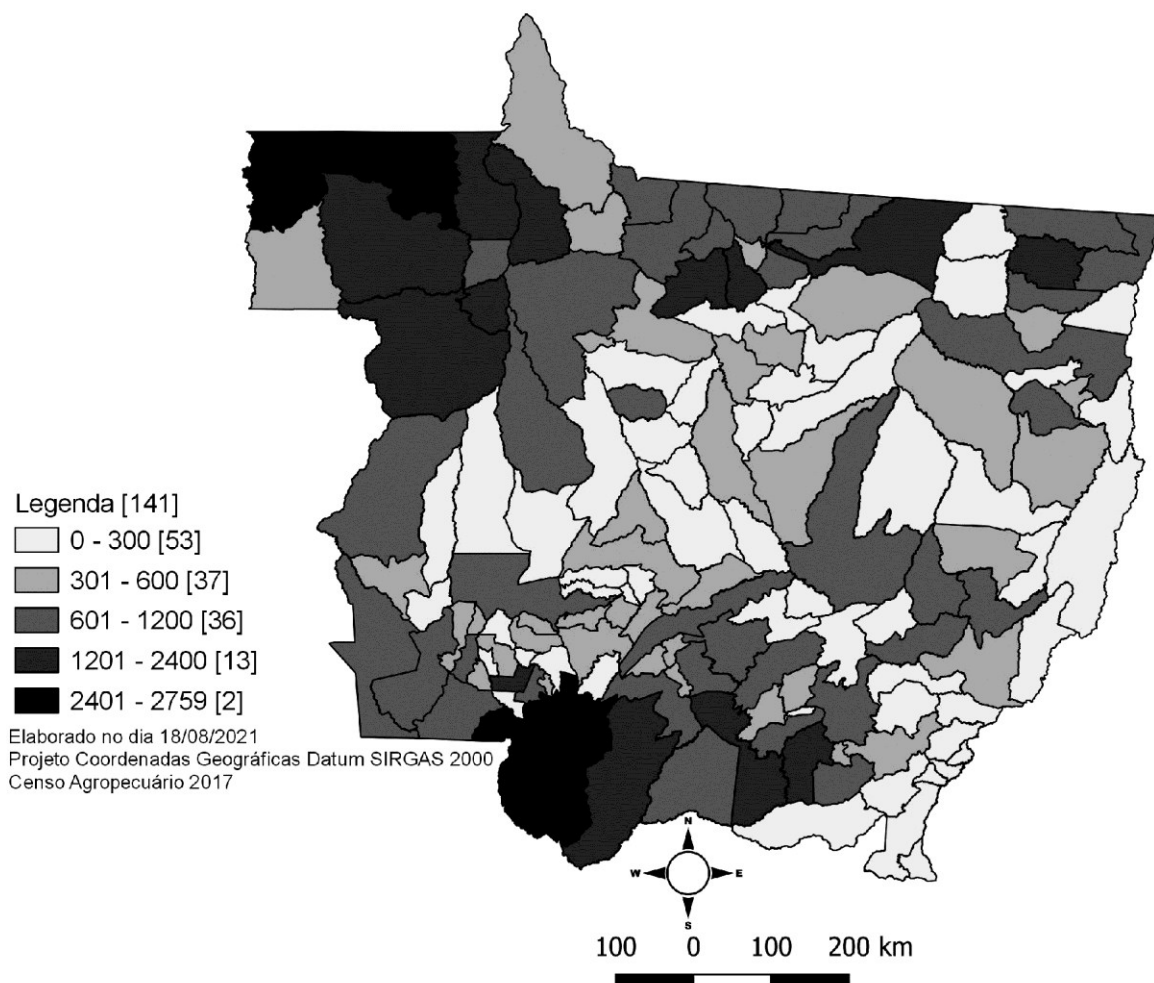 Legenda [141]
0 - 300 [53]
301 - 600 [37]
601 - 1200 [36]
1201 - 2400 [13]
2401 - 2759 [2]
Elaborado no dia 18/08/2021
Projeto Coordenadas Geográficas Datum SIRGAS 2000
Censo Agropecuário 2017
N
W E
S
100 0 100 200 km